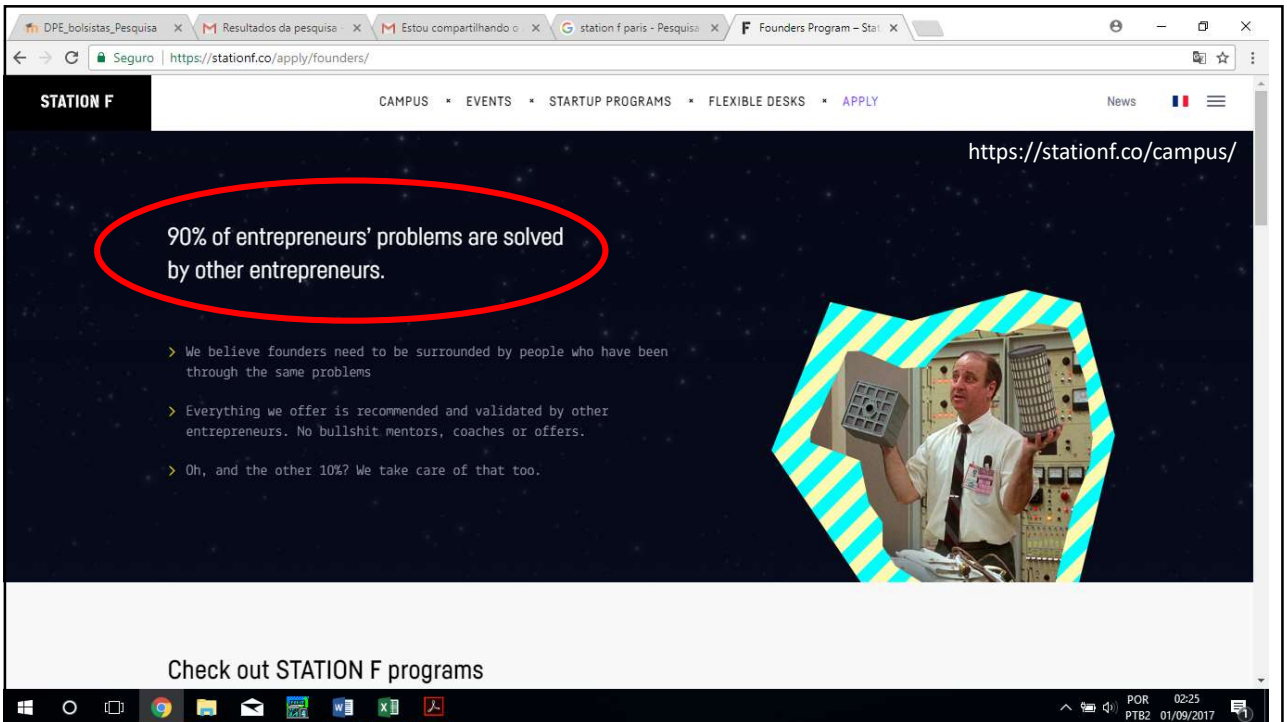 DPE_bolsistas_Pesquisa
Resultados da pesquisa -
Estou compartilhando o
station f paris - Pesquisa
Founders Program – Stat
Seguro | https://stationf.co/apply/founders/
STATION F
CAMPUS × EVENTS × STARTUP PROGRAMS × FLEXIBLE DESKS × APPLY
News
https://stationf.co/campus/
90% of entrepreneurs’ problems are solved
by other entrepreneurs.
> We believe founders need to be surrounded by people who have been
through the same problems
> Everything we offer is recommended and validated by other
entrepreneurs. No bullshit mentors, coaches or offers.
> Oh, and the other 10%? We take care of that too.
Check out STATION F programs
POR 02:25
PTB2 01/09/2017